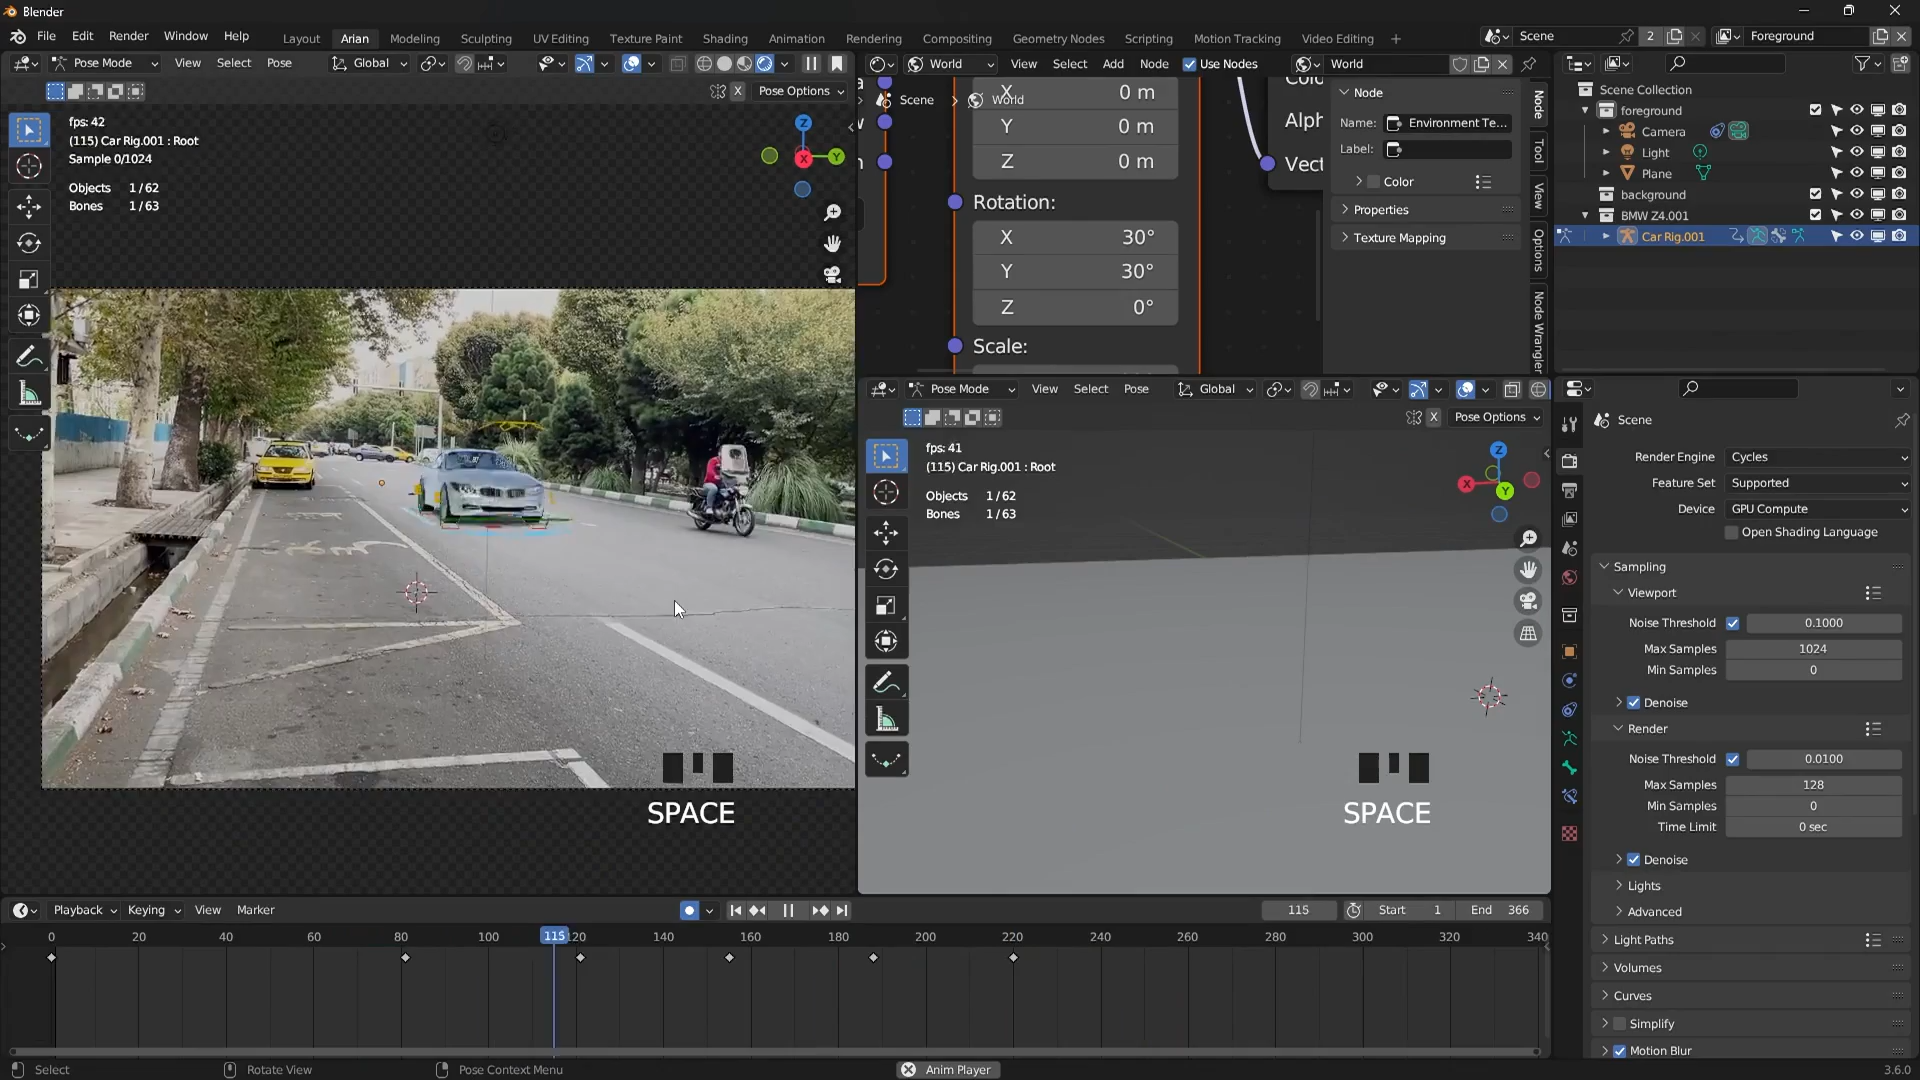 Blender
File Edit Render Window Help Layout Arian Modeling Sculpting UV Editing Texture Paint Shading Animation Rendering Compositing Geometry Nodes Scripting Motion Tracking Video Editing Scene 2 Foreground
Pose Mode View Select Pose Global
Pose Options
fps: 42
(115) Car Rig.001 : Root
Sample 0/1024
Objects 1/62
Bones 1/63
Z
X
Y
SPACE
World View Select Add Node Use Nodes World
Scene World
X 0 m
Y 0 m
Z 0 m
Rotation:
X 30°
Y 30°
Z 0°
Scale:
Alph
Vect
Node
Name: Environment Te...
Label:
Color
Properties
Texture Mapping
Node
Tool
View
Options
Node Wrangler
Pose Mode View Select Pose Global
X Pose Options
fps: 41
(115) Car Rig.001 : Root
Objects 1/62
Bones 1/63
Z
X
Y
SPACE
Scene Collection
foreground
Camera
Light
Plane
background
BMW Z4.001
Car Rig.001
Scene
Render Engine Cycles
Feature Set Supported
Device GPU Compute
Open Shading Language
Sampling
Viewport
Noise Threshold 0.1000
Max Samples 1024
Min Samples 0
Denoise
Render
Noise Threshold 0.0100
Max Samples 128
Min Samples 0
Time Limit 0 sec
Denoise
Lights
Advanced
Light Paths
Volumes
Curves
Simplify
Motion Blur
Playback Keying View Marker 115 Start 1 End 366
0 20 40 60 80 100 115 120 140 160 180 200 220 240 260 280 300 320 340
Select Rotate View Pose Context Menu Anim Player 3.6.0